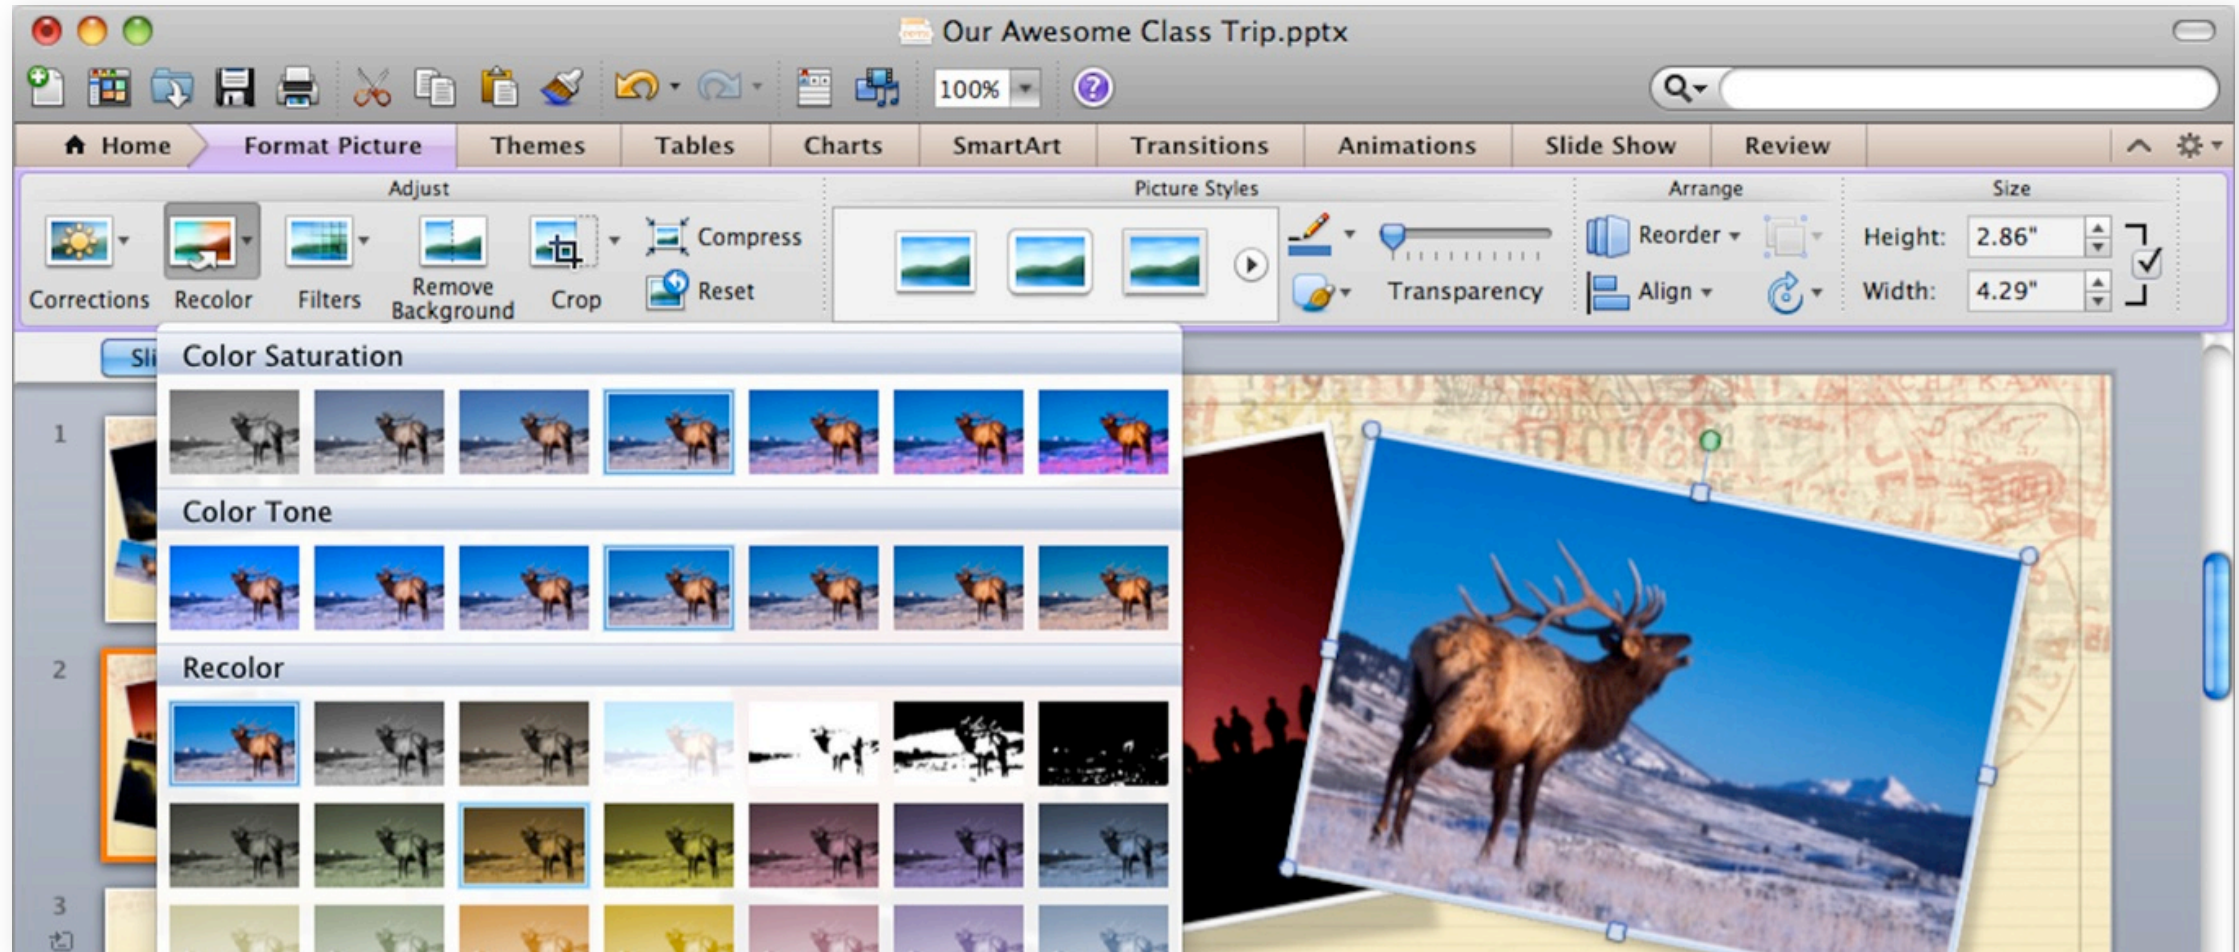 Our Awesome Class Trip.pptx
100%
Home Format Picture Themes Tables Charts SmartArt Transitions Animations Slide Show Review
Adjust Picture Styles Arrange Size
Compress Reorder Height: 2.86"
Corrections Recolor Filters Remove Background Crop Reset Transparency Align Width: 4.29"
Sli
Color Saturation
1
Color Tone
2
Recolor
3